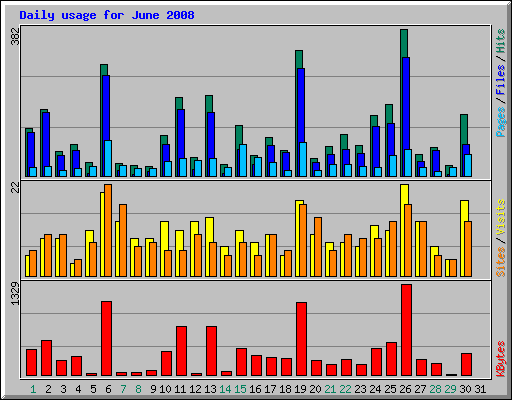 Daily usage for June 2008
382
Pages / Files / Hits
22
Sites / Visits
1329
KBytes
1 2 3 4 5 6 7 8 9 10 11 12 13 14 15 16 17 18 19 20 21 22 23 24 25 26 27 28 29 30 31